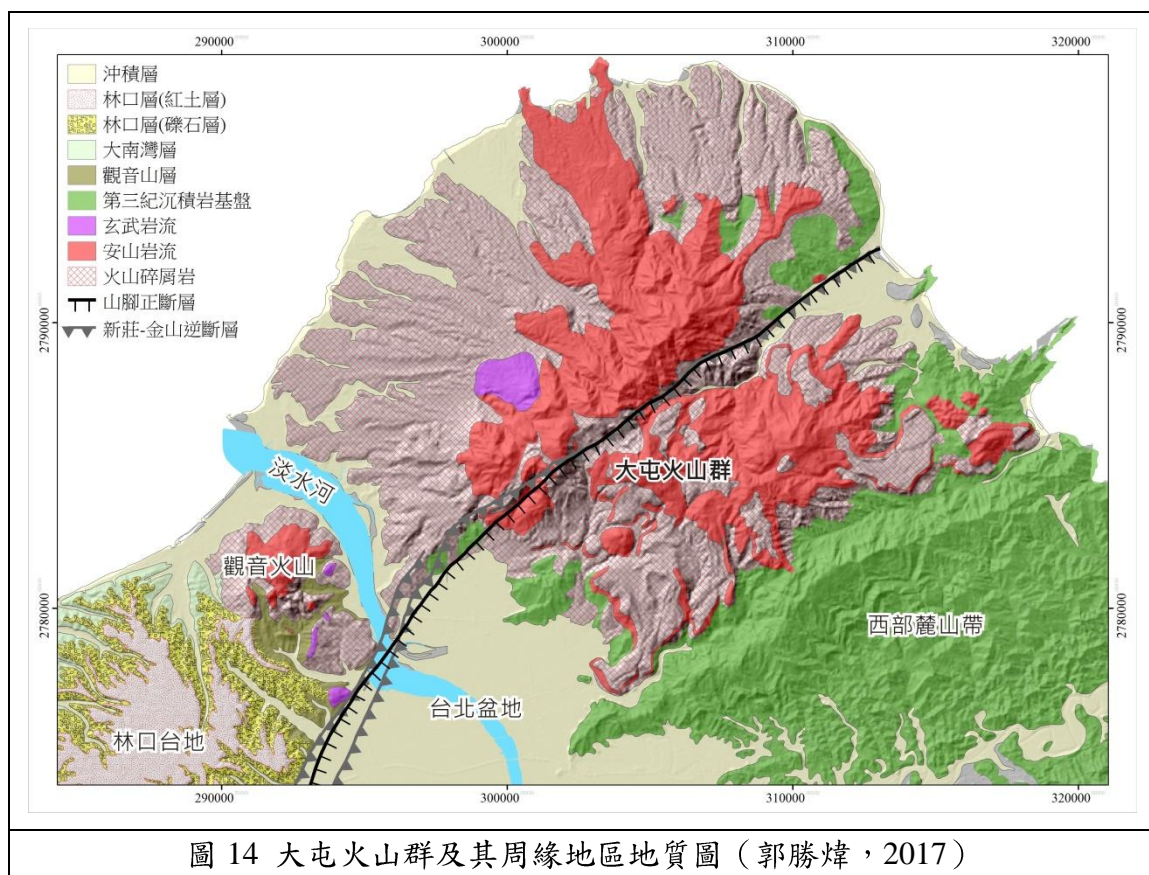 290000 300000 310000 320000
沖積層
林口層(紅土層)
林口層(礫石層)
大南灣層
觀音山層
第三紀沉積岩基盤
玄武岩流
安山岩流
火山碎屑岩
山腳正斷層
新莊-金山逆斷層
2790000
2790000
淡水河
大屯火山群
觀音火山
2780000
2780000
西部麓山帶
台北盆地
林口台地
290000 300000 310000 320000
圖 14 大屯火山群及其周緣地區地質圖（郭勝煒，2017）